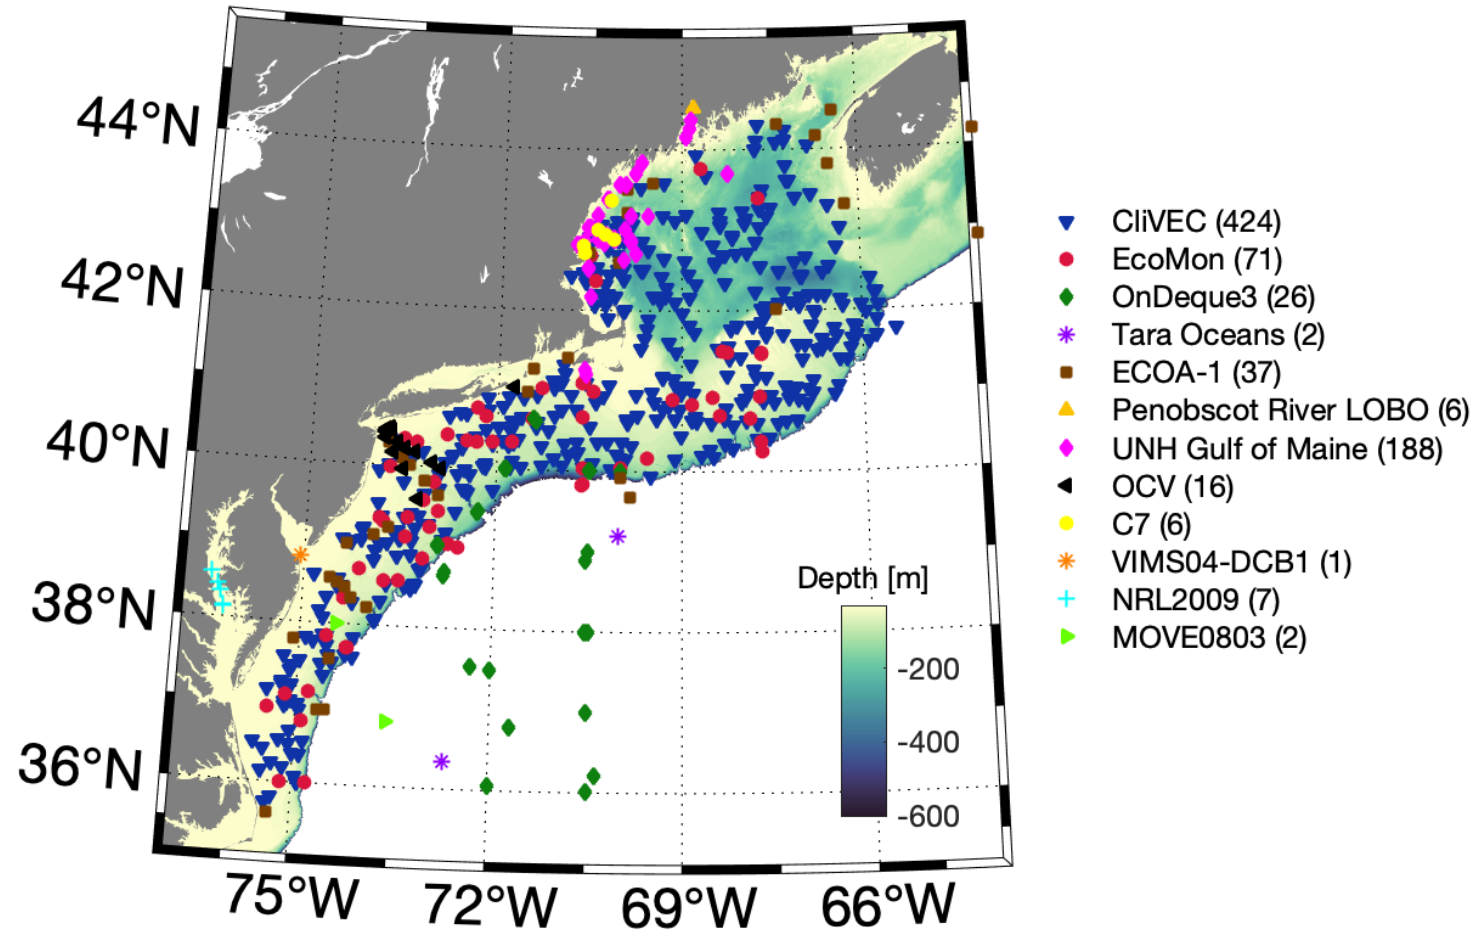 44°N
42°N
40°N
38°N
36°N
75°W
72°W
69°W
66°W
Depth [m]
-200
-400
-600
CliVEC (424)
EcoMon (71)
OnDeque3 (26)
Tara Oceans (2)
ECOA-1 (37)
Penobscot River LOBO (6)
UNH Gulf of Maine (188)
OCV (16)
C7 (6)
VIMS04-DCB1 (1)
NRL2009 (7)
MOVE0803 (2)